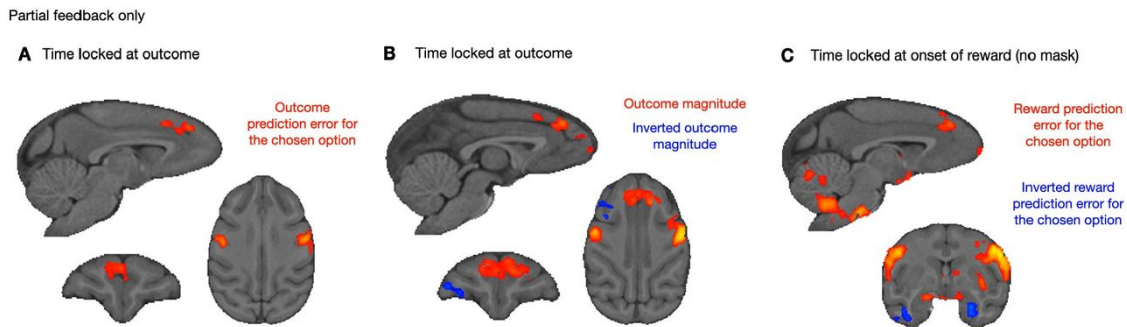 Partial feedback only
A Time locked at outcome
Outcome
prediction error for
the chosen option
B Time locked at outcome
Outcome magnitude
Inverted outcome
magnitude
C Time locked at onset of reward (no mask)
Reward prediction
error for the
chosen option
Inverted reward
prediction error for
the chosen option